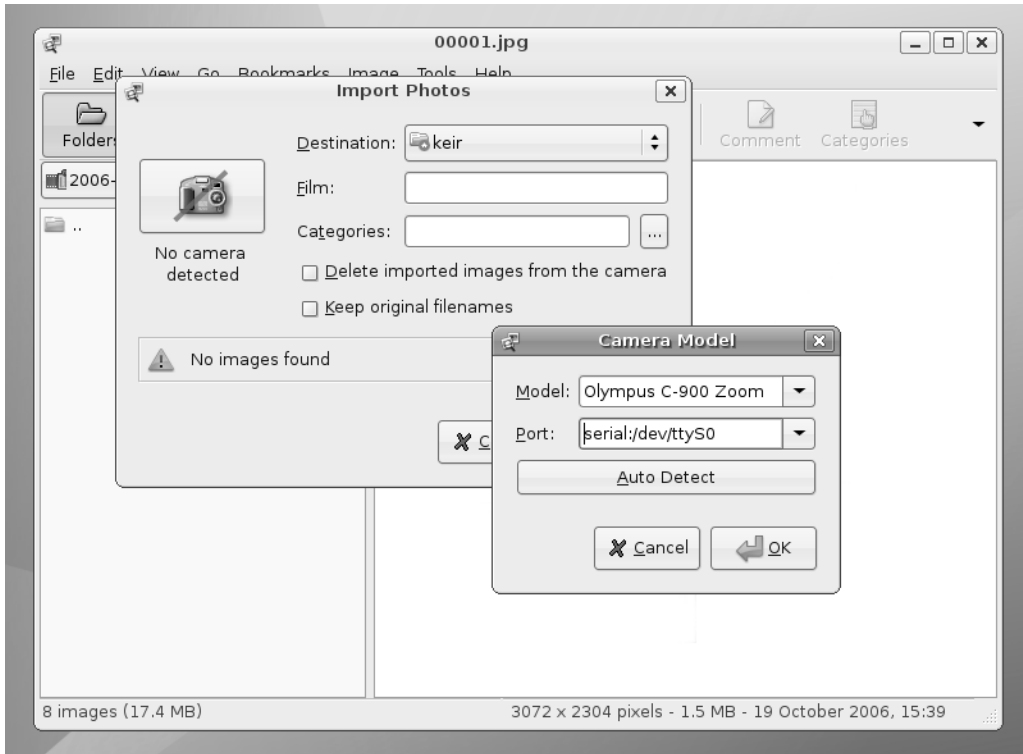 00001.jpg
File Edit View Go Bookmarks Image Tools Help
Import Photos
Folders
Comment Categories
Destination: keir
2006-
Film:
..
Categories: ...
No camera
detected
Delete imported images from the camera
Keep original filenames
No images found
Camera Model
Model: Olympus C-900 Zoom
Port: serial:/dev/ttyS0
C
Auto Detect
Cancel OK
8 images (17.4 MB) 3072 x 2304 pixels - 1.5 MB - 19 October 2006, 15:39